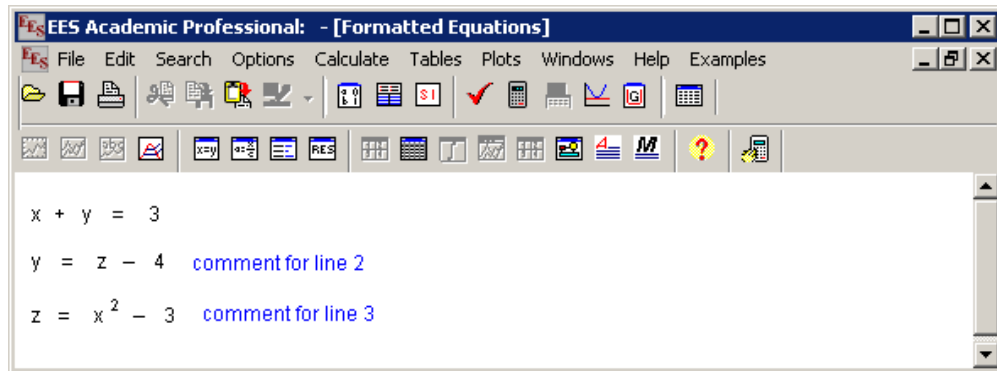 EES Academic Professional: - [Formatted Equations]
File Edit Search Options Calculate Tables Plots Windows Help Examples
x + y = 3
y = z – 4 comment for line 2
z = x² – 3 comment for line 3